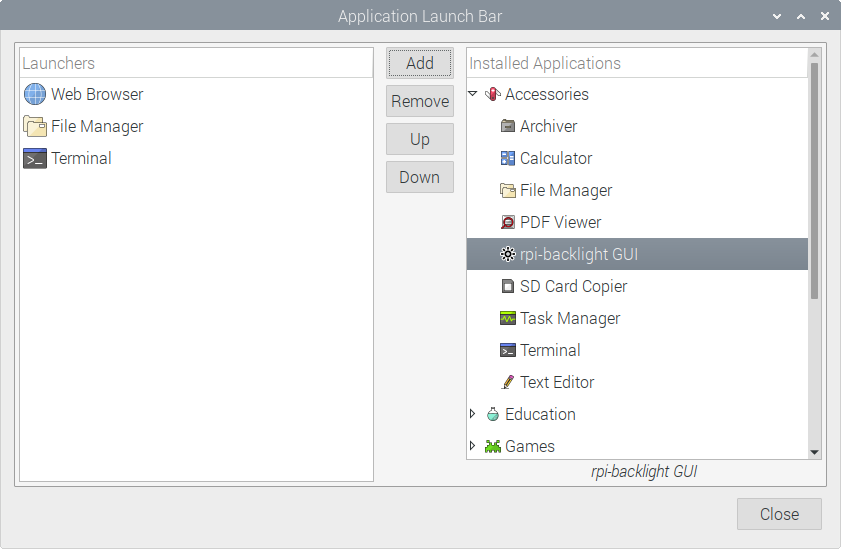 Application Launch Bar
Launchers
Web Browser
File Manager
Terminal
Add
Remove
Up
Down
Installed Applications
Accessories
Archiver
Calculator
File Manager
PDF Viewer
rpi-backlight GUI
SD Card Copier
Task Manager
Terminal
Text Editor
Education
Games
rpi-backlight GUI
Close